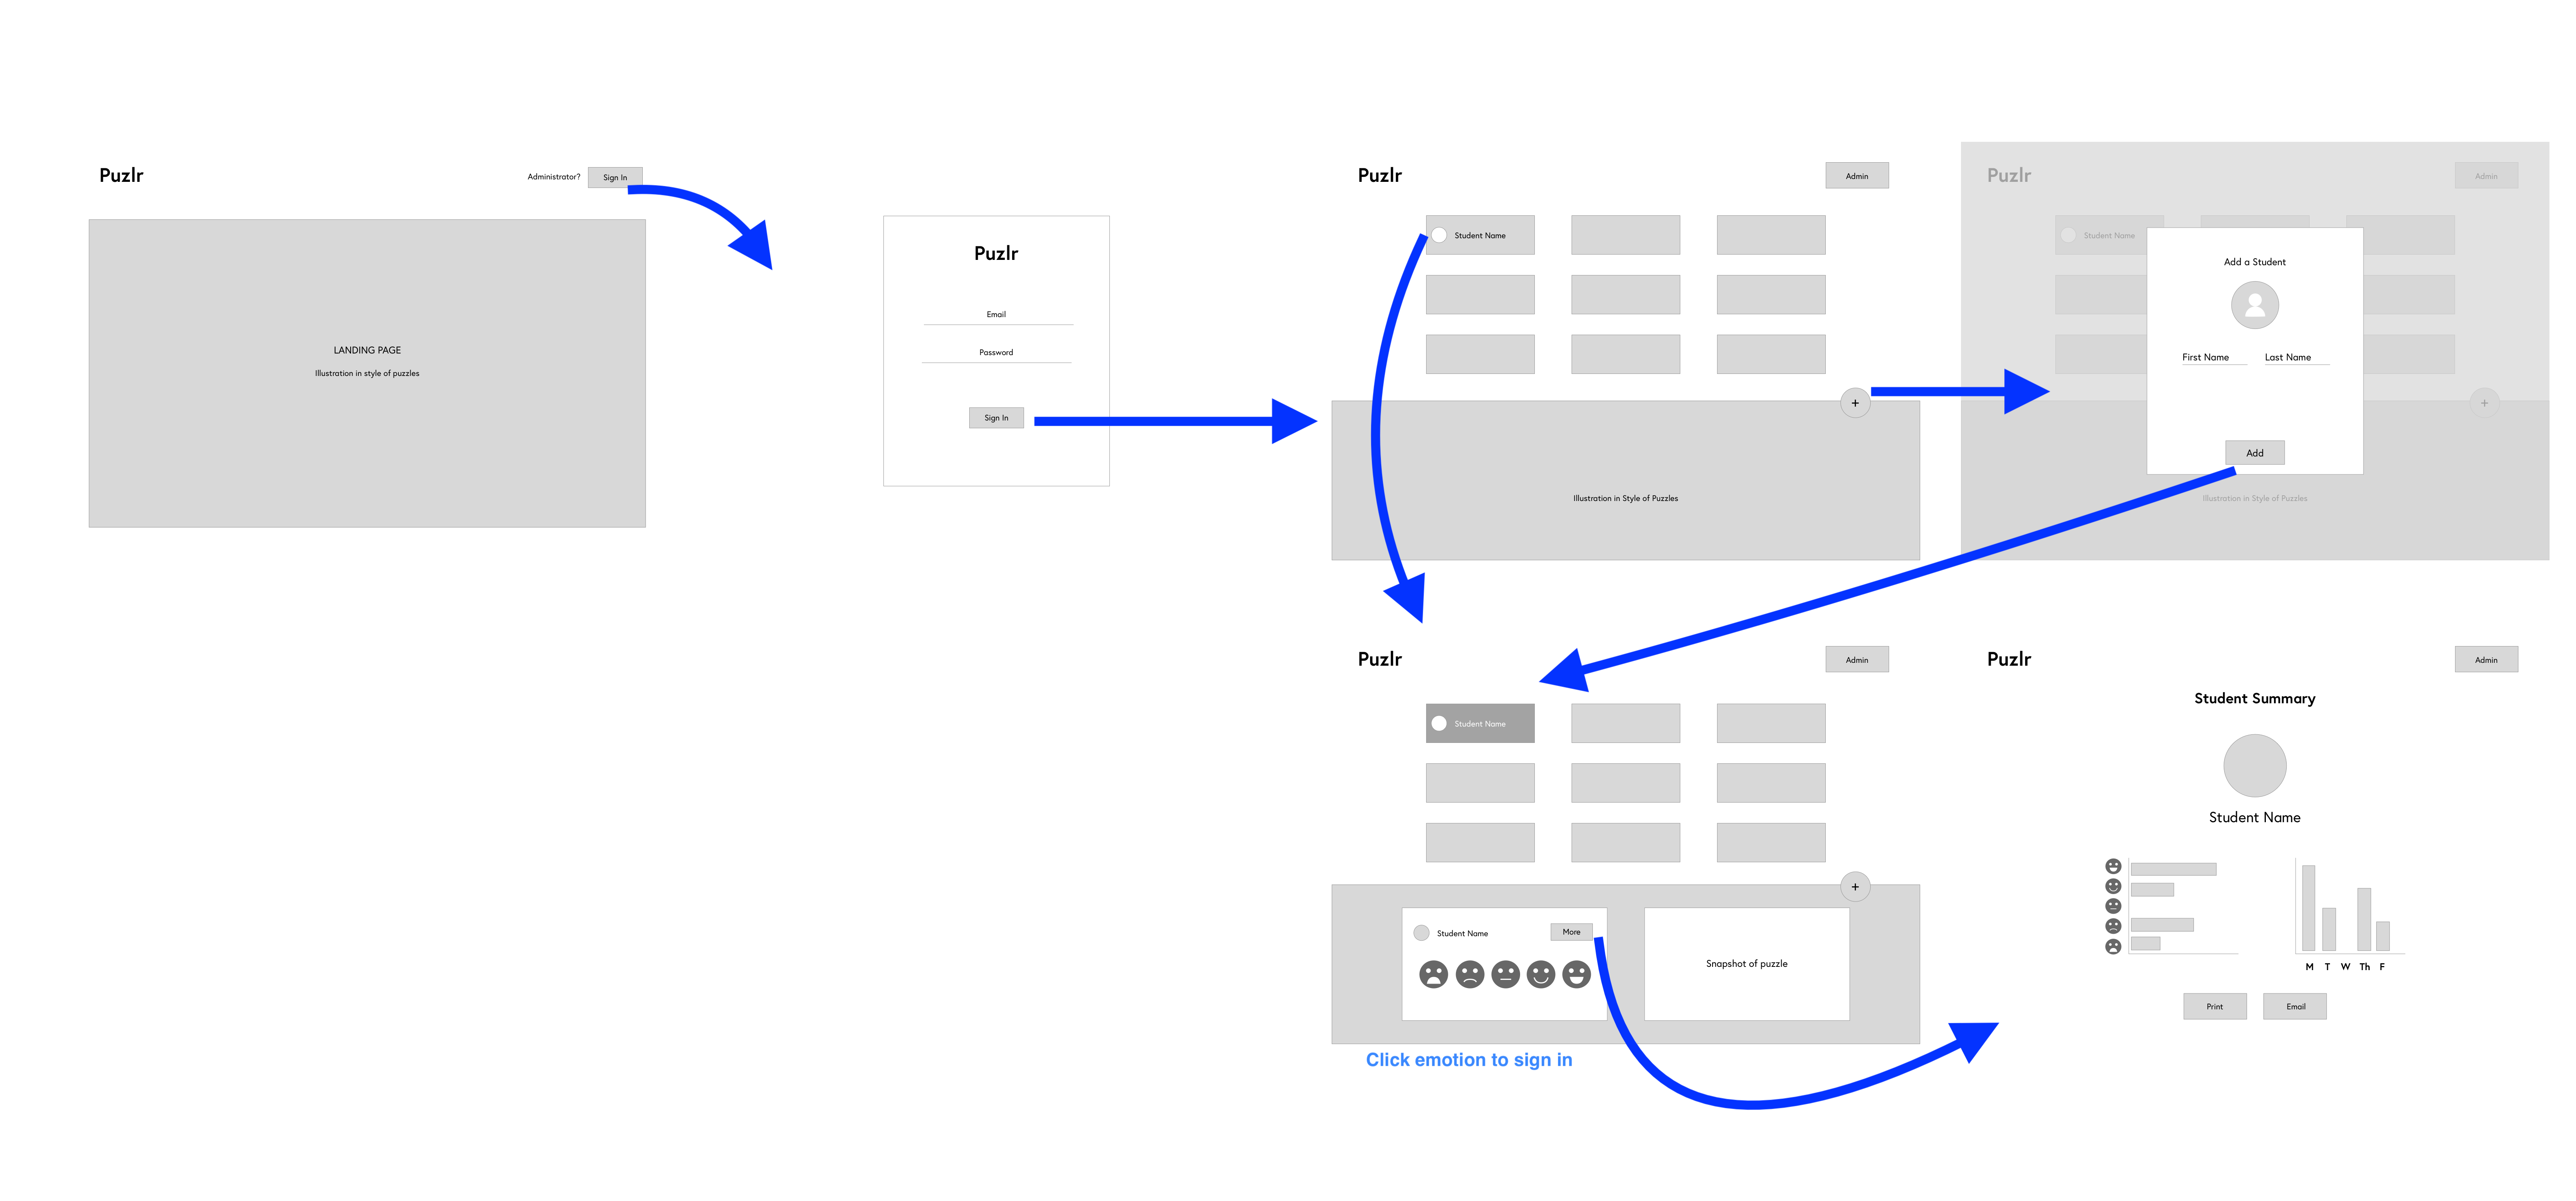 Puzlr
Administrator?
Sign In
LANDING PAGE
Illustration in style of puzzles
Puzlr
Email
Password
Sign In
Puzlr
Admin
Student Name
+
Illustration in Style of Puzzles
Puzlr
Admin
Student Name
Add a Student
First Name
Last Name
+
Add
Illustration in Style of Puzzles
Puzlr
Admin
Student Name
+
Student Name
More
Snapshot of puzzle
Click emotion to sign in
Puzlr
Admin
Student Summary
Student Name
M T W Th F
Print
Email